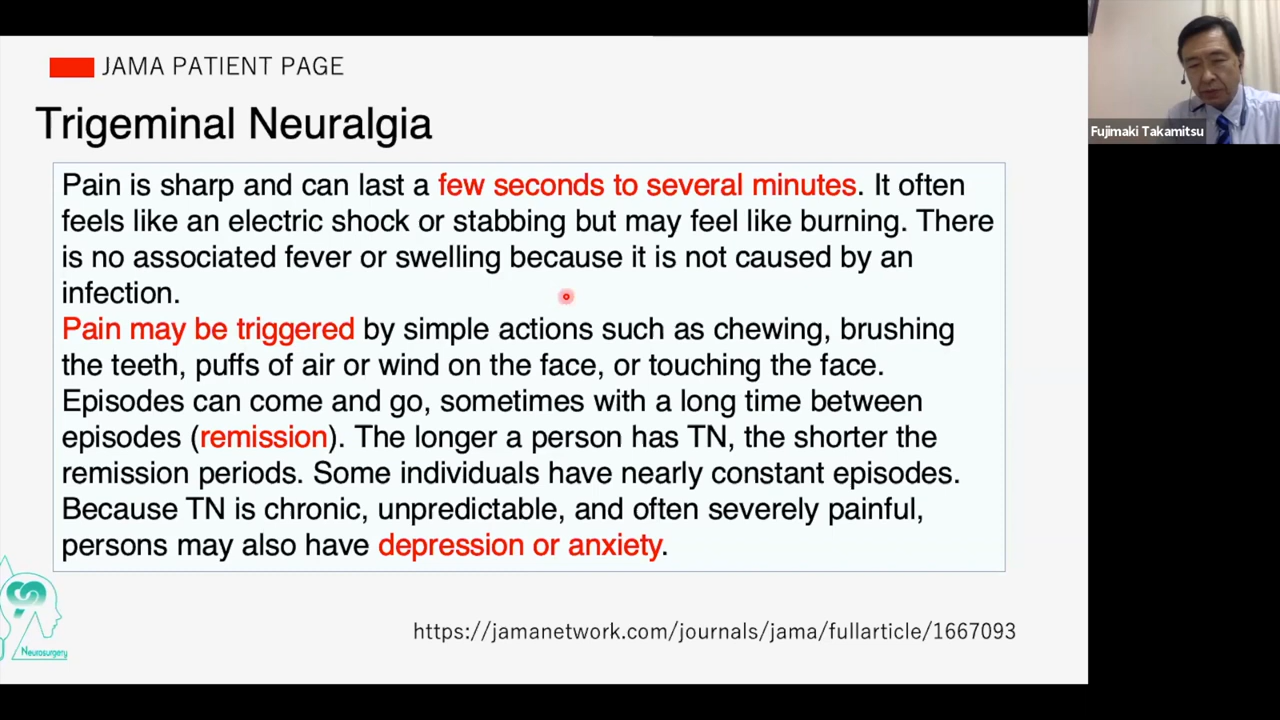 JAMA PATIENT PAGE
Trigeminal Neuralgia
Pain is sharp and can last a few seconds to several minutes. It often
feels like an electric shock or stabbing but may feel like burning. There
is no associated fever or swelling because it is not caused by an
infection.
Pain may be triggered by simple actions such as chewing, brushing
the teeth, puffs of air or wind on the face, or touching the face.
Episodes can come and go, sometimes with a long time between
episodes (remission). The longer a person has TN, the shorter the
remission periods. Some individuals have nearly constant episodes.
Because TN is chronic, unpredictable, and often severely painful,
persons may also have depression or anxiety.
https://jamanetwork.com/journals/jama/fullarticle/1667093
Neurosurgery
Fujimaki Takamitsu